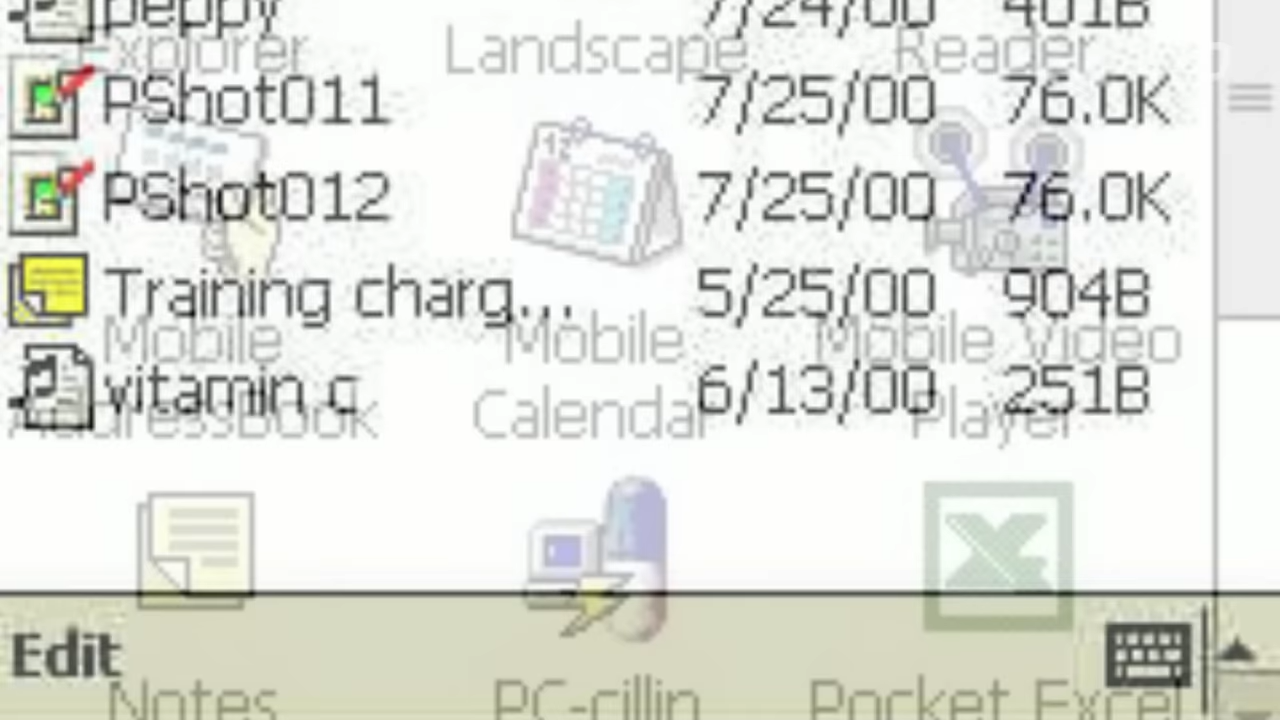 peppy 7/24/00 401B
Explorer Landscape Reader
PShot011 7/25/00 76.0K
PShot012 7/25/00 76.0K
Training charg... 5/25/00 904B
Mobile Mobile Mobile Video
vitamin c 6/13/00 251B
AddressBook Calendar Player
Edit
Notes PC-cillin Pocket Excel